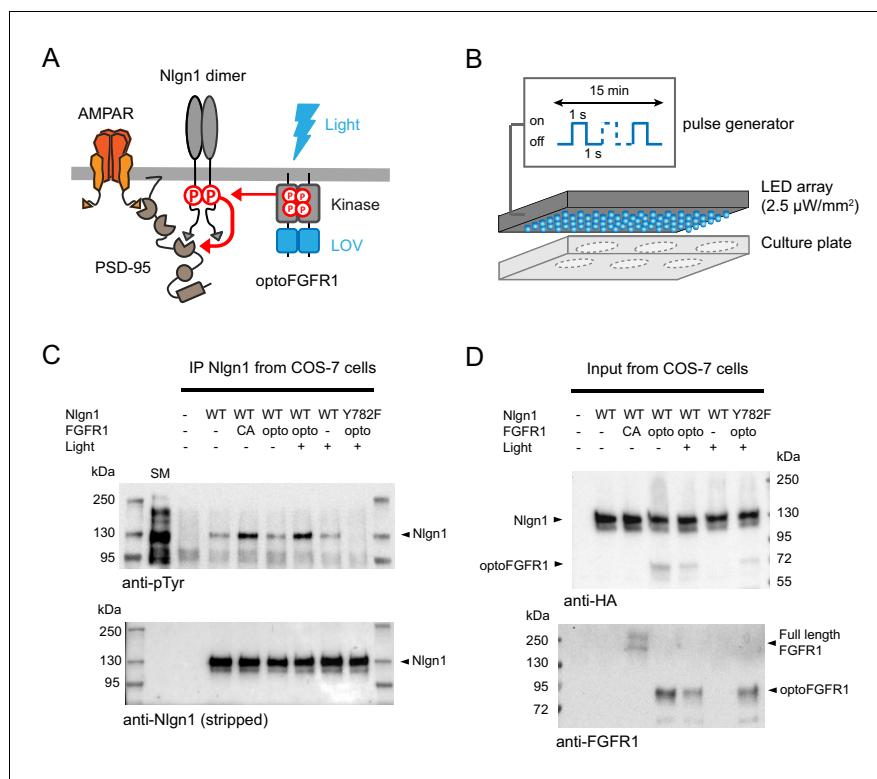 A
Nlgn1 dimer
AMPAR
Light
P P
P P
P P
Kinase
LOV
PSD-95
optoFGFR1
B
15 min
on
1 s
off
1 s
pulse generator
LED array
(2.5 µW/mm²)
Culture plate
C
IP Nlgn1 from COS-7 cells
Nlgn1 - WT WT WT WT WT Y782F
FGFR1 - - CA opto opto - opto
Light - - - - + + +
kDa SM
250
130
95
Nlgn1
anti-pTyr
250
130
95
Nlgn1
anti-Nlgn1 (stripped)
D
Input from COS-7 cells
Nlgn1 - WT WT WT WT WT Y782F
FGFR1 - - CA opto opto - opto
Light - - - - + + +
kDa
250
Nlgn1 130
95
optoFGFR1 72
55
anti-HA
kDa
250
130
95
72
Full length
FGFR1
optoFGFR1
anti-FGFR1